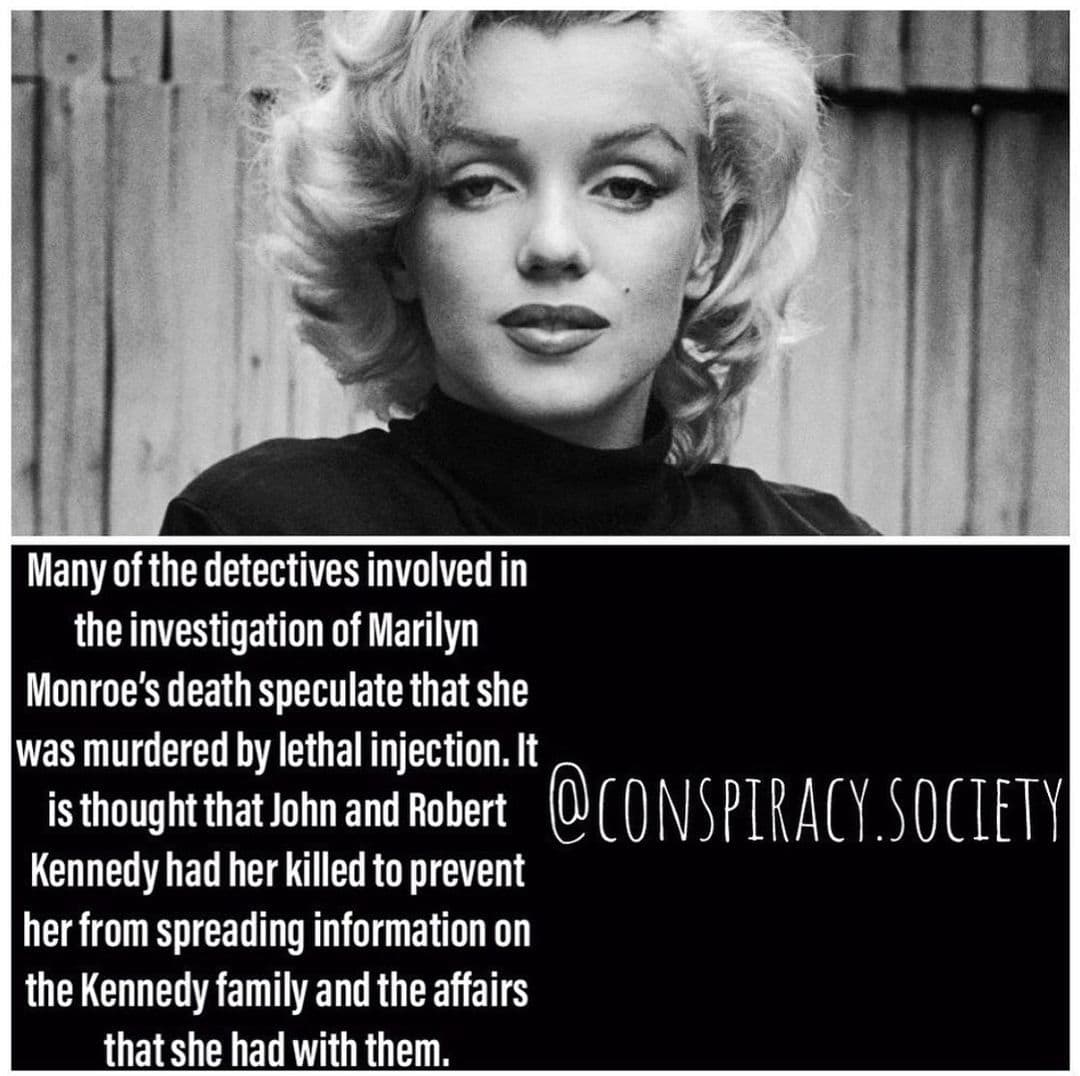 Many of the detectives involved in
the investigation of Marilyn
Monroe's death speculate that she
was murdered by lethal injection. It
is thought that John and Robert
Kennedy had her killed to prevent
her from spreading information on
the Kennedy family and the affairs
that she had with them.
@CONSPIRACY.SOCIETY